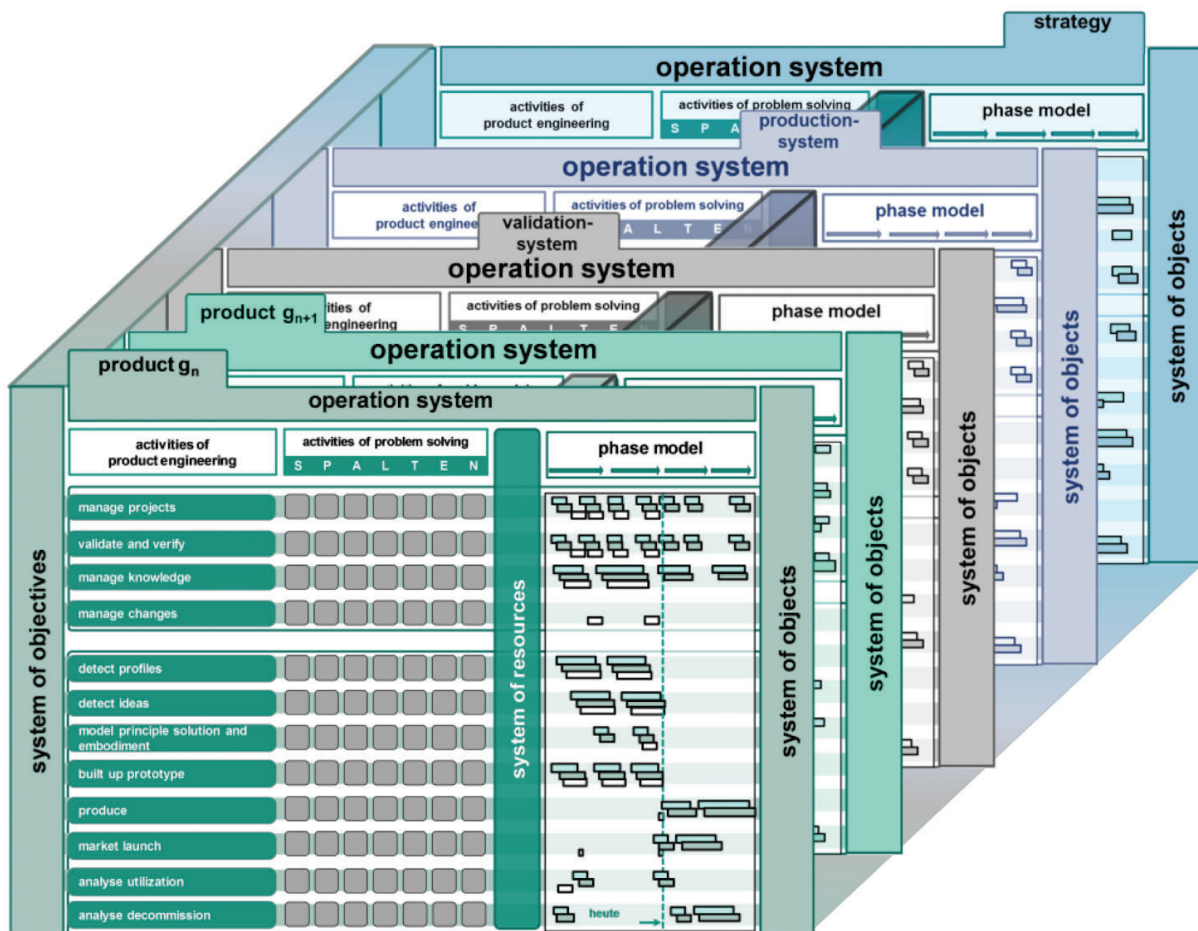 strategy
operation system
activities of
product engineering
activities of problem solving
S P A
phase model
production-
system
operation system
activities of
product engineering
activities of problem solving
A L T E N
phase model
validation-
system
operation system
activities of problem solving
S P A L T E N
phase model
product gn+1
operation system
product gn
operation system
activities of
product engineering
activities of problem solving
S P A L T E N
phase model
manage projects
validate and verify
manage knowledge
manage changes
detect profiles
detect ideas
model principle solution and
embodiment
built up prototype
produce
market launch
analyse utilization
analyse decommission
heute
system of objectives
system of resources
system of objects
system of objects
system of objects
system of objects
system of objects